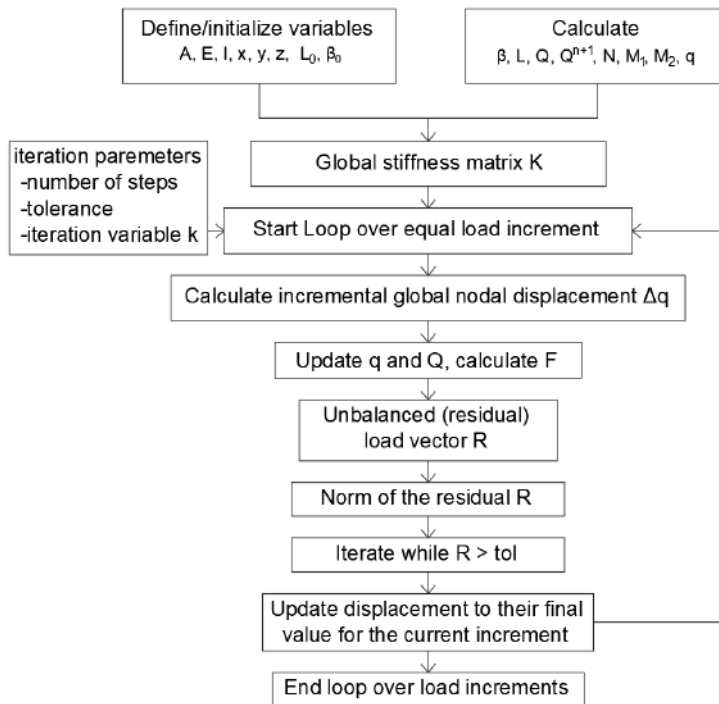 Define/initialize variables
A, E, I, x, y, z, L₀, β₀
Calculate
β, L, Q, Qⁿ⁺¹, N, M₁, M₂, q
iteration paremeters
-number of steps
-tolerance
-iteration variable k
Global stiffness matrix K
Start Loop over equal load increment
Calculate incremental global nodal displacement Δq
Update q and Q, calculate F
Unbalanced (residual)
load vector R
Norm of the residual R
Iterate while R > tol
Update displacement to their final
value for the current increment
End loop over load increments